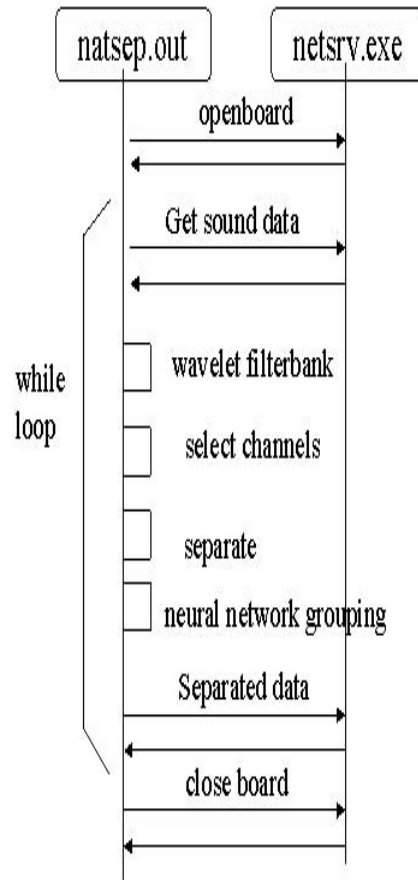 natsep.out
netsrv.exe
openboard
Get sound data
while
loop
wavelet filterbank
select channels
separate
neural network grouping
Separated data
close board